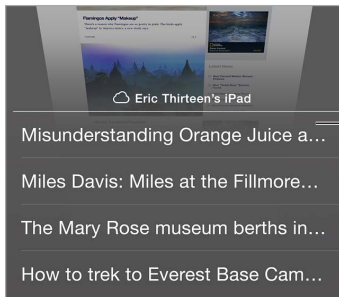 Flamingos Apply "Makeup"
Eric Thirteen's iPad
Misunderstanding Orange Juice a…
Miles Davis: Miles at the Fillmore…
The Mary Rose museum berths in…
How to trek to Everest Base Cam…